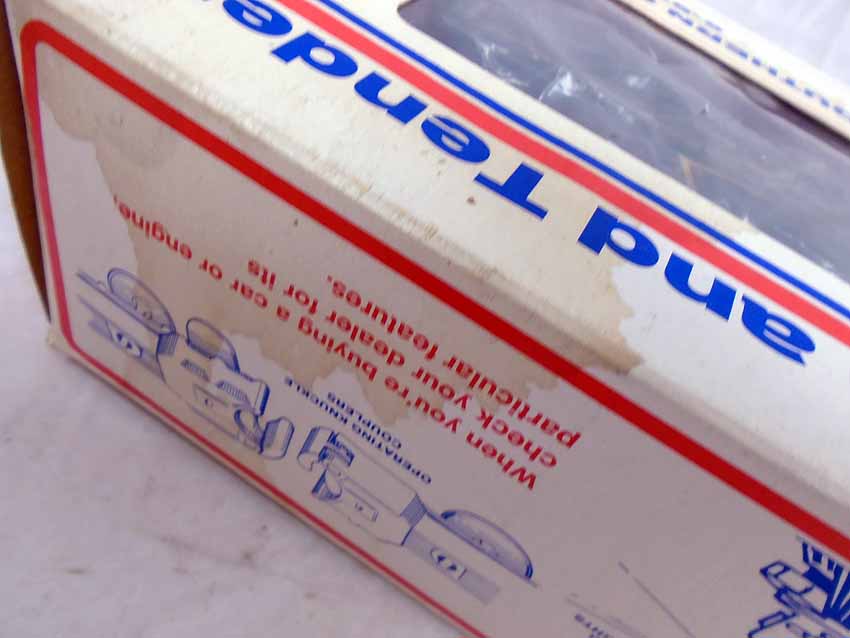 and Tender
When you're buying a car or engine,
check your dealer for its
particular features.
OPERATING KNUCKLE
COUPLERS